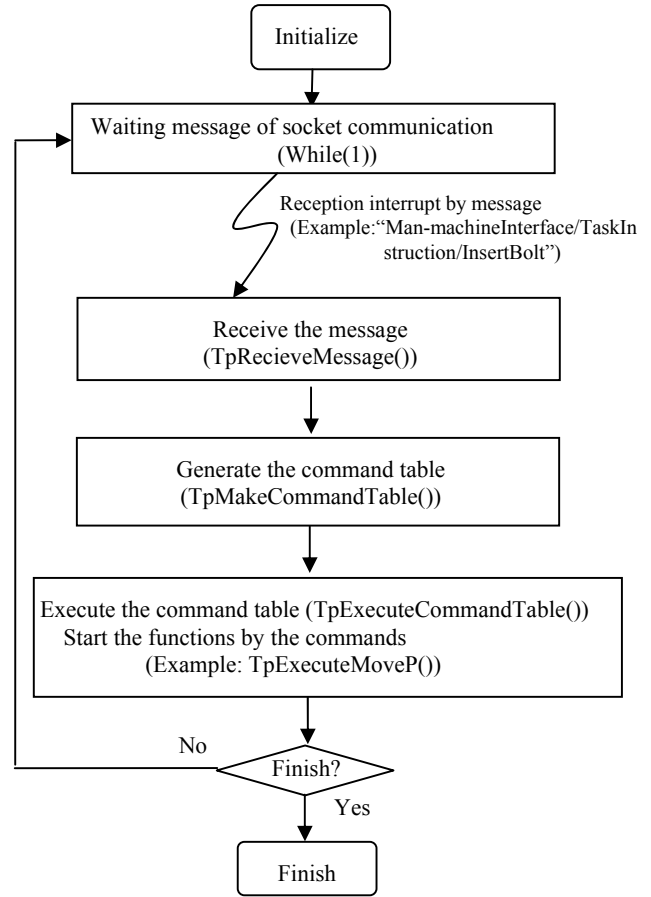 Initialize
Waiting message of socket communication
(While(1))
Reception interrupt by message
(Example:“Man-machineInterface/TaskIn
struction/InsertBolt”)
Receive the message
(TpRecieveMessage())
Generate the command table
(TpMakeCommandTable())
Execute the command table (TpExecuteCommandTable())
Start the functions by the commands
(Example: TpExecuteMoveP())
No
Finish?
Yes
Finish